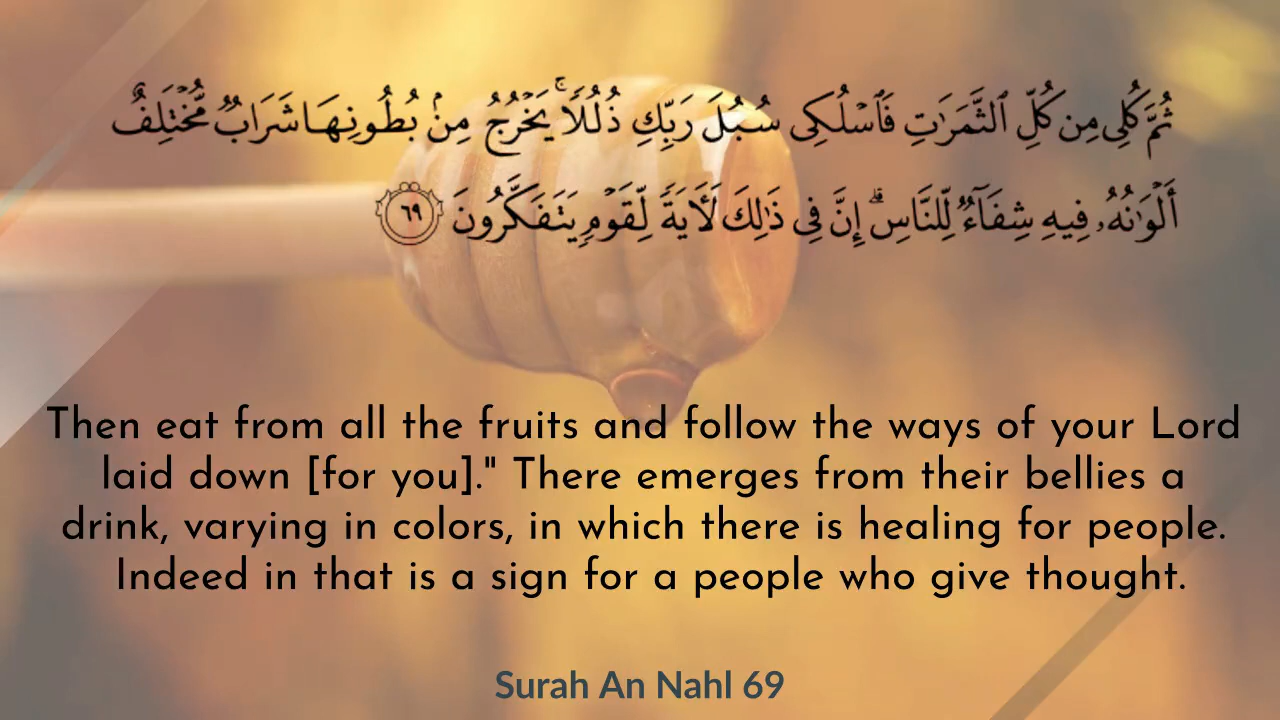 ثُمَّ كُلِى مِن كُلِّ ٱلثَّمَرَٰتِ فَٱسْلُكِى سُبُلَ رَبِّكِ ذُلُلًا ۚ يَخْرُجُ مِنۢ بُطُونِهَا شَرَابٌ مُّخْتَلِفٌ
أَلْوَٰنُهُۥ فِيهِ شِفَآءٌ لِّلنَّاسِ ۗ إِنَّ فِى ذَٰلِكَ لَءَايَةً لِّقَوْمٍ يَتَفَكَّرُونَ ٦٩
Then eat from all the fruits and follow the ways of your Lord
laid down [for you]." There emerges from their bellies a
drink, varying in colors, in which there is healing for people.
Indeed in that is a sign for a people who give thought.
Surah An Nahl 69